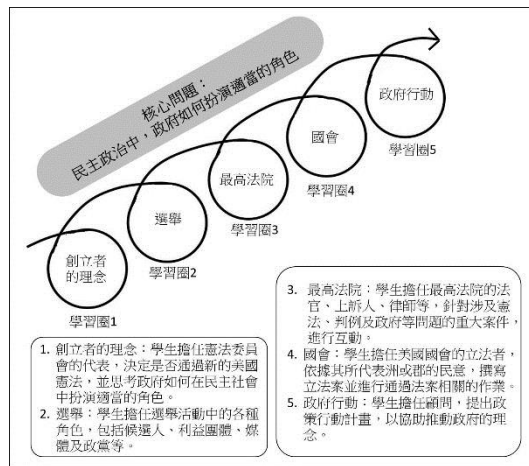 核心問題：
民主政治中，政府如何扮演適當的角色
創立者
的理念
學習圈1
選舉
學習圈2
最高法院
學習圈3
國會
學習圈4
政府行動
學習圈5
1. 創立者的理念：學生擔任憲法委員
會的代表，決定是否通過新的美
國憲法，並思考政府如何在民主社會
中扮演適當的角色。
2. 選舉：學生擔任選舉活動中的各種
角色，包括候選人、利益團體、媒
體及政黨等。
3. 最高法院：學生擔任最高法院的法
官、上訴人、律師等，針對涉及憲
法、判例及政府等問題的重大案件，
進行互動。
4. 國會：學生擔任美國國會的立法者，
依據其所代表洲或郡的民意，撰寫
立法案並進行通過法案相關的作業。
5. 政府行動：學生擔任顧問，提出政
策行動計畫，以協助推動政府的理
念。